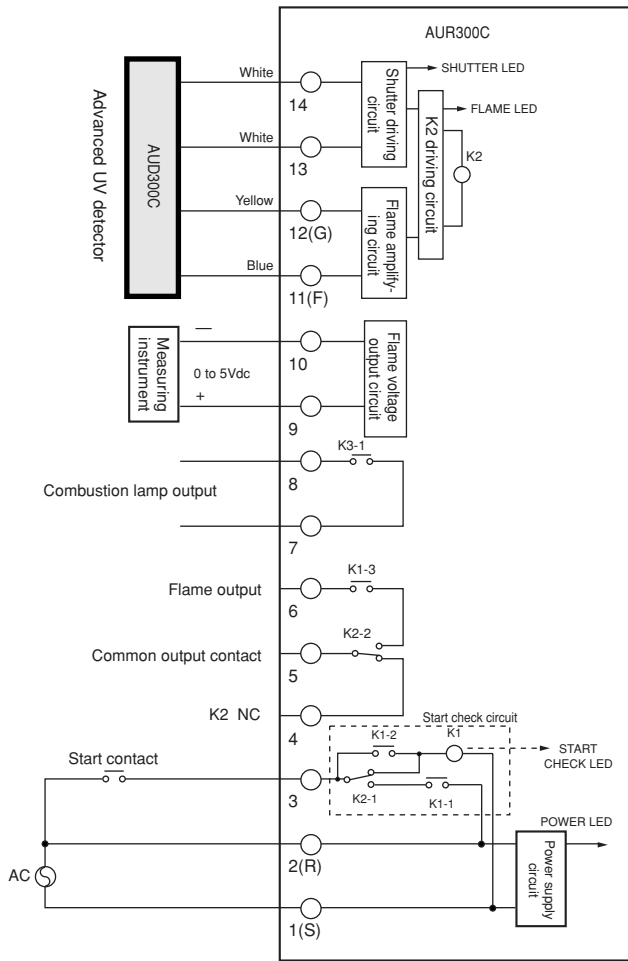 AUR300C
SHUTTER LED
White
14
Shutter driving
circuit
FLAME LED
K2 driving circuit
K2
White
13
Advanced UV detector
AUD300C
Yellow
12(G)
Flame amplify-
ing circuit
Blue
11(F)
—
10
Measuring
instrument
0 to 5Vdc
Flame voltage
output circuit
+
9
K3-1
8
Combustion lamp output
7
K1-3
Flame output
6
K2-2
Common output contact
5
K2 NC
4
Start check circuit
K1-2
K1
START
CHECK LED
Start contact
3
K2-1
K1-1
POWER LED
2(R)
Power supply
circuit
AC
1(S)